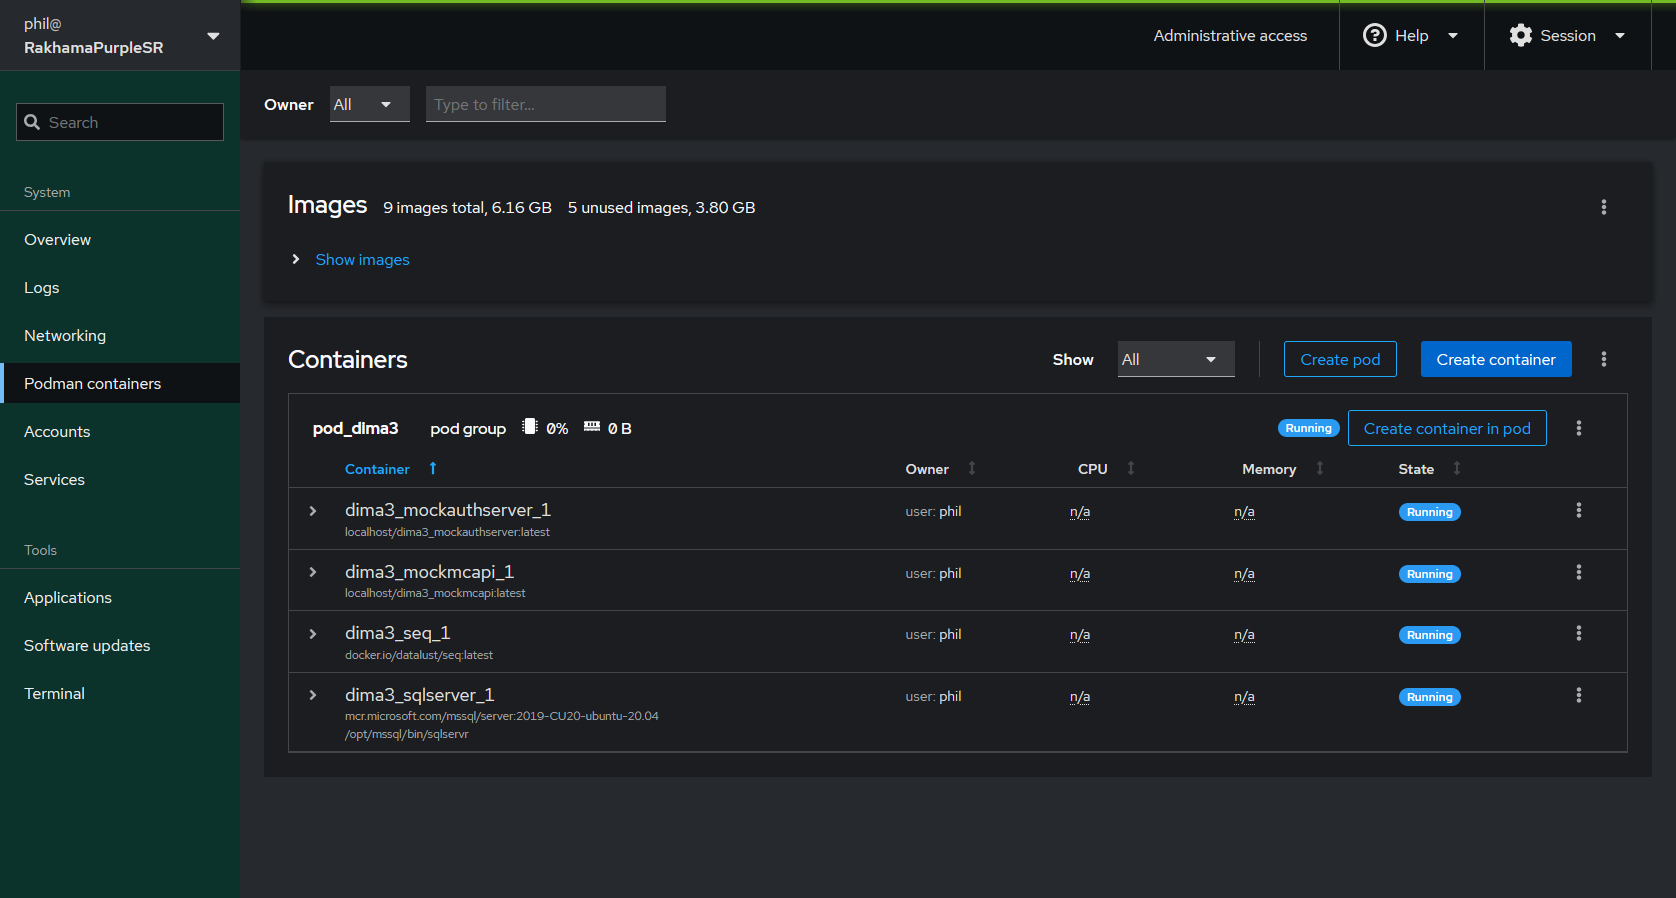 phil@
RakhamaPurpleSR
Administrative access
Help
Session
Search
Owner
All
Type to filter...
System
Overview
Logs
Networking
Podman containers
Accounts
Services
Tools
Applications
Software updates
Terminal
Images 9 images total, 6.16 GB 5 unused images, 3.80 GB
Show images
Containers
Show
All
Create pod
Create container
pod_dima3 pod group 0% 0 B
Running
Create container in pod
Container Owner CPU Memory State
dima3_mockauthserver_1 user: phil n/a n/a Running
localhost/dima3_mockauthserver:latest
dima3_mockmcapi_1 user: phil n/a n/a Running
localhost/dima3_mockmcapi:latest
dima3_seq_1 user: phil n/a n/a Running
docker.io/datalust/seq:latest
dima3_sqlserver_1 user: phil n/a n/a Running
mcr.microsoft.com/mssql/server:2019-CU20-ubuntu-20.04
/opt/mssql/bin/sqlservr